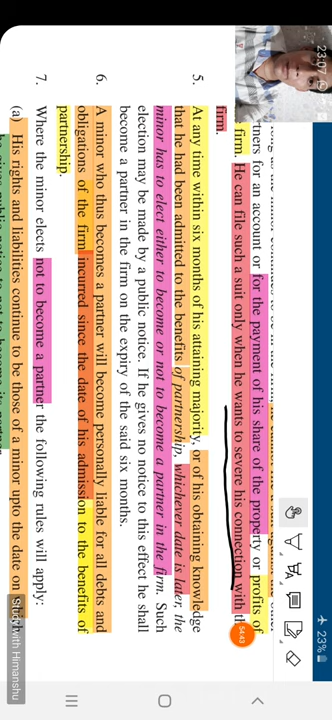 23:07
23%
rtners for an account or for the payment of his share of the property or profits of
firm. He can file such a suit only when he wants to severe his connection with th
firm.
5. At any time within six months of his attaining majority, or of his obtaining knowledge
that he had been admitted to the benefits of partnership, whichever date is later, the
minor has to elect either to become or not to become a partner in the firm. Such
election may be made by a public notice. If he gives no notice to this effect he shall
become a partner in the firm on the expiry of the said six months.
6. A minor who thus becomes a partner will become personally liable for all debts and
obligations of the firm incurred since the date of his admission to the benefits of
partnership.
7. Where the minor elects not to become a partner the following rules will apply:
(a) His rights and liabilities continue to be those of a minor upto the date on
54:43
Study with Himanshu